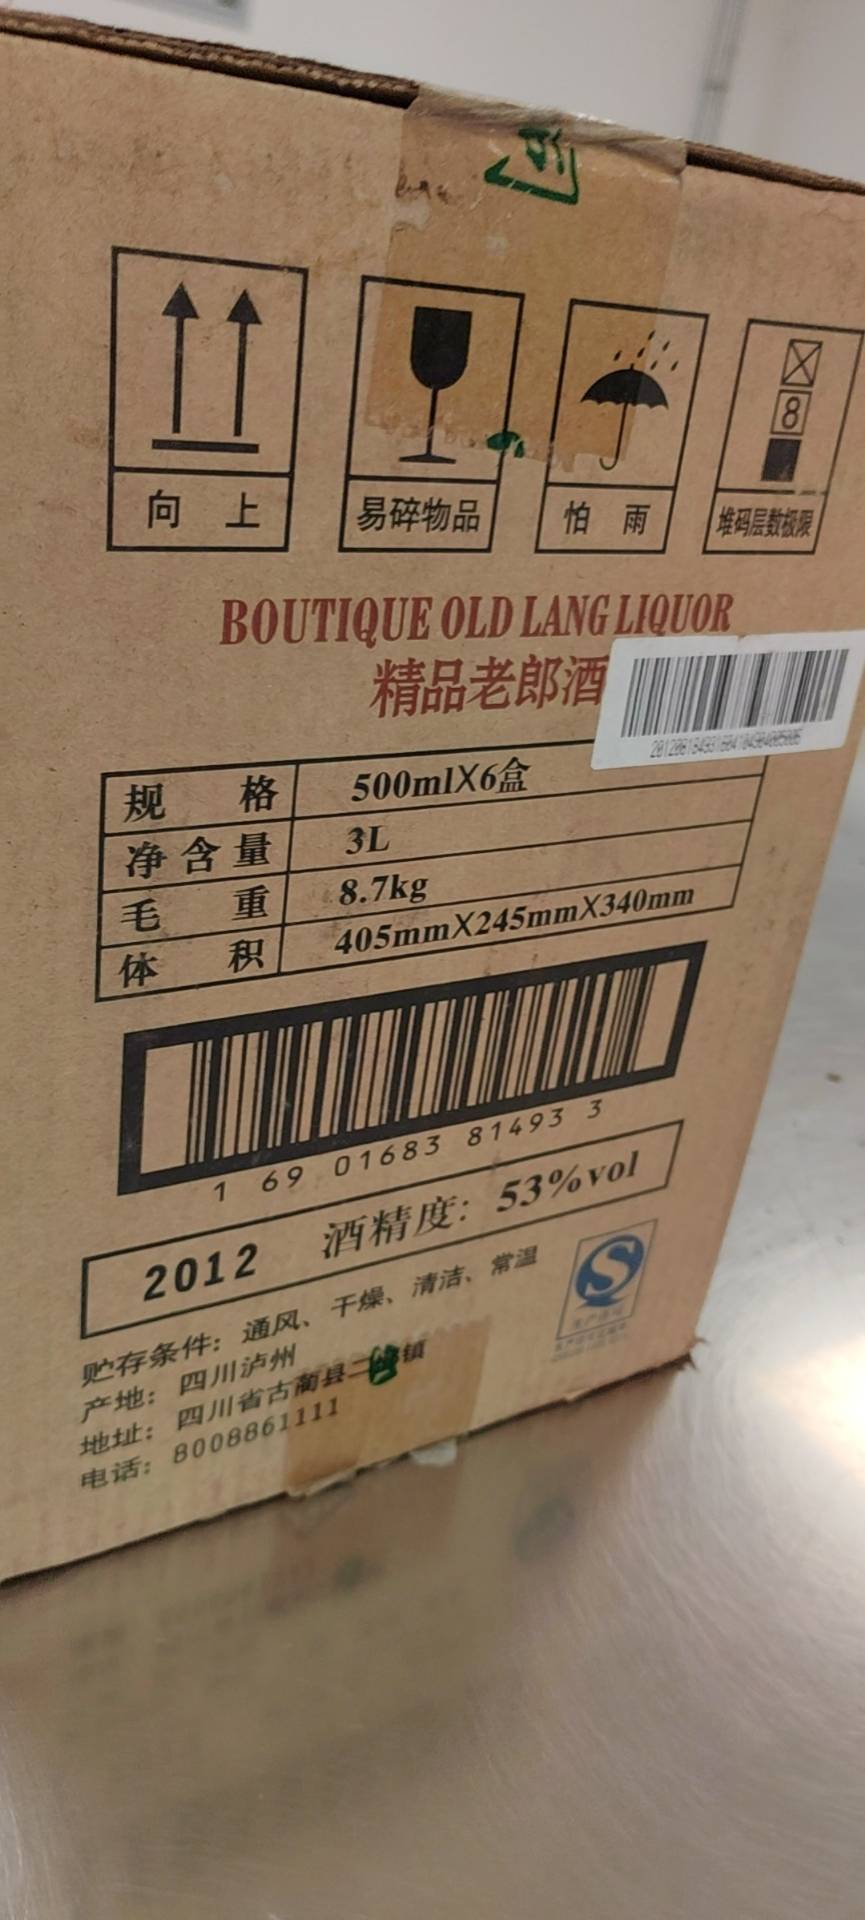 向 上
易碎物品
怕 雨
8
堆码层数极限
BOUTIQUE OLD LANG LIQUOR
精品老郎酒
规 格 500mlX6盒
净含量 3L
毛 重 8.7kg
体 积 405mmX245mmX340mm
1 69 01683 81493 3
2012 酒精度: 53%vol
贮存条件: 通风、干燥、清洁、常温
产地: 四川泸州
地址: 四川省古蔺县二 镇
电话: 8008861111